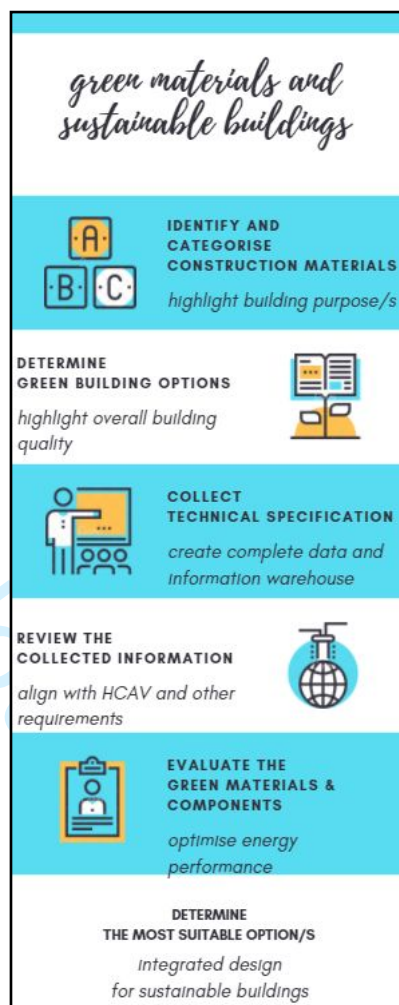 green materials and
sustainable buildings
A
B C
IDENTIFY AND
CATEGORISE
CONSTRUCTION MATERIALS
highlight building purpose/s
DETERMINE
GREEN BUILDING OPTIONS
highlight overall building
quality
COLLECT
TECHNICAL SPECIFICATION
create complete data and
information warehouse
REVIEW THE
COLLECTED INFORMATION
align with HCAV and other
requirements
EVALUATE THE
GREEN MATERIALS &
COMPONENTS
optimise energy
performance
DETERMINE
THE MOST SUITABLE OPTION/S
integrated design
for sustainable buildings